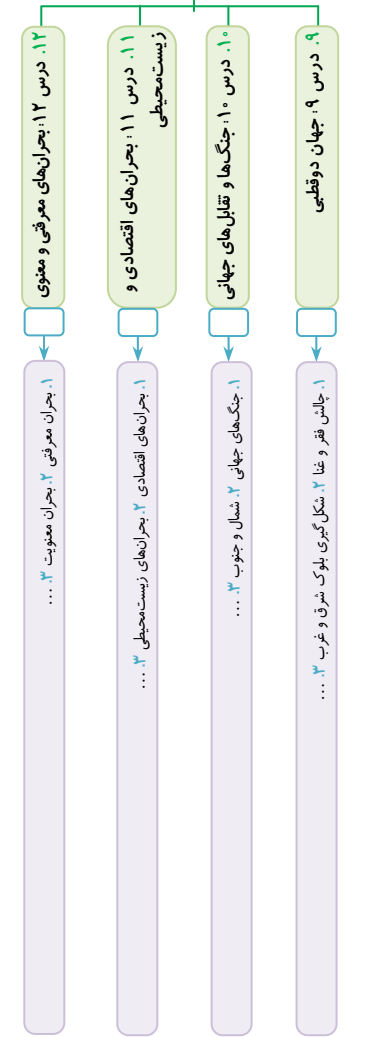 ۹. درس ۹: جهان دوقطبی
۱. چالش فقر و غنا ۲. شکل‌گیری بلوک شرق و غرب ۳. ...
۱۰. درس ۱۰: جنگ‌ها و تقابل‌های جهانی
۱. جنگ‌های جهانی ۲. شمال و جنوب ۳. ...
۱۱. درس ۱۱: بحران‌های اقتصادی و
زیست‌محیطی
۱. بحران‌های اقتصادی ۲. بحران‌های زیست‌محیطی ۳. ...
۱۲. درس ۱۲: بحران‌های معرفتی و معنوی
۱. بحران معرفتی ۲. بحران معنویت ۳. ...